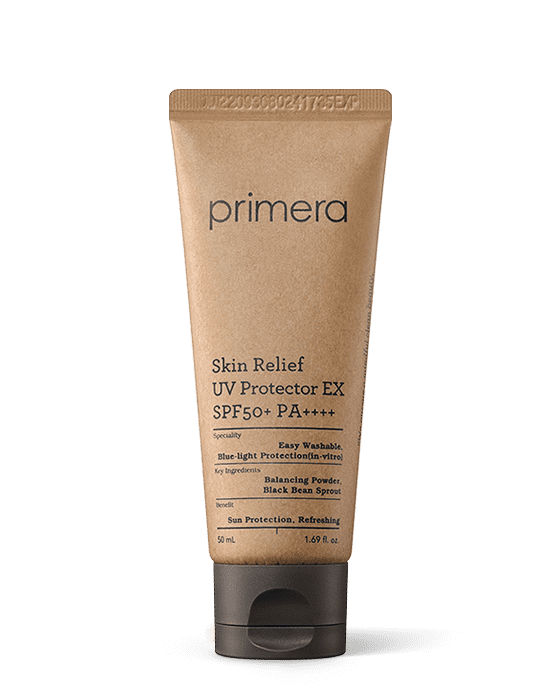 primera
Skin Relief
UV Protector EX
SPF50+ PA++++
Speciality
Easy Washable,
Blue-light Protection(in-vitro)
Key Ingredients
Balancing Powder,
Black Bean Sprout
Benefit
Sun Protection, Refreshing
50 mL 1.69 fl. oz.